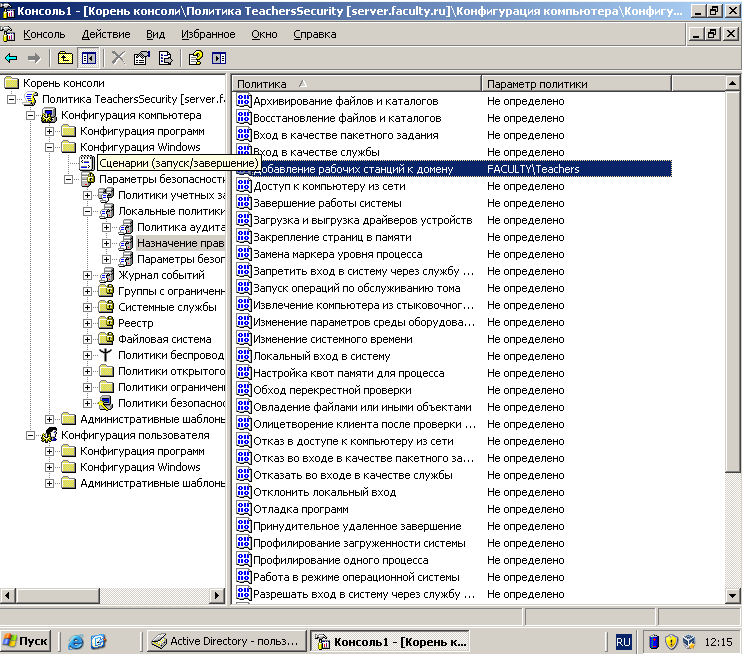 Консоль1 - [Корень консоли\Политика TeachersSecurity [server.faculty.ru]\Конфигурация компьютера\Конфигу...
Консоль Действие Вид Избранное Окно Справка
Корень консоли
Политика TeachersSecurity [server.f
Конфигурация компьютера
Конфигурация программ
Конфигурация Windows
Сценарии (запуск/завершение)
Параметры безопасности
Политики учетных за
Локальные политики
Политика аудита
Назначение прав
Параметры безоп
Журнал событий
Группы с ограничен
Системные службы
Реестр
Файловая система
Политики беспровод
Политики открытого
Политики ограничен
Политики безопаснос
Административные шаблоны
Конфигурация пользователя
Конфигурация программ
Конфигурация Windows
Административные шаблоны
Политика Параметр политики
Архивирование файлов и каталогов Не определено
Восстановление файлов и каталогов Не определено
Вход в качестве пакетного задания Не определено
Вход в качестве службы Не определено
Добавление рабочих станций к домену FACULTY\Teachers
Доступ к компьютеру из сети Не определено
Завершение работы системы Не определено
Загрузка и выгрузка драйверов устройств Не определено
Закрепление страниц в памяти Не определено
Замена маркера уровня процесса Не определено
Запретить вход в систему через службу ... Не определено
Запуск операций по обслуживанию тома Не определено
Извлечение компьютера из стыковочног... Не определено
Изменение параметров среды оборудова... Не определено
Изменение системного времени Не определено
Локальный вход в систему Не определено
Настройка квот памяти для процесса Не определено
Обход перекрестной проверки Не определено
Овладение файлами или иными объектами Не определено
Олицетворение клиента после проверки ... Не определено
Отказ в доступе к компьютеру из сети Не определено
Отказ во входе в качестве пакетного за... Не определено
Отказать во входе в качестве службы Не определено
Отклонить локальный вход Не определено
Отладка программ Не определено
Принудительное удаленное завершение Не определено
Профилирование загруженности системы Не определено
Профилирование одного процесса Не определено
Работа в режиме операционной системы Не определено
Разрешать вход в систему через службу ... Не определено
Пуск Active Directory - польз... Консоль1 - [Корень к... RU 12:15